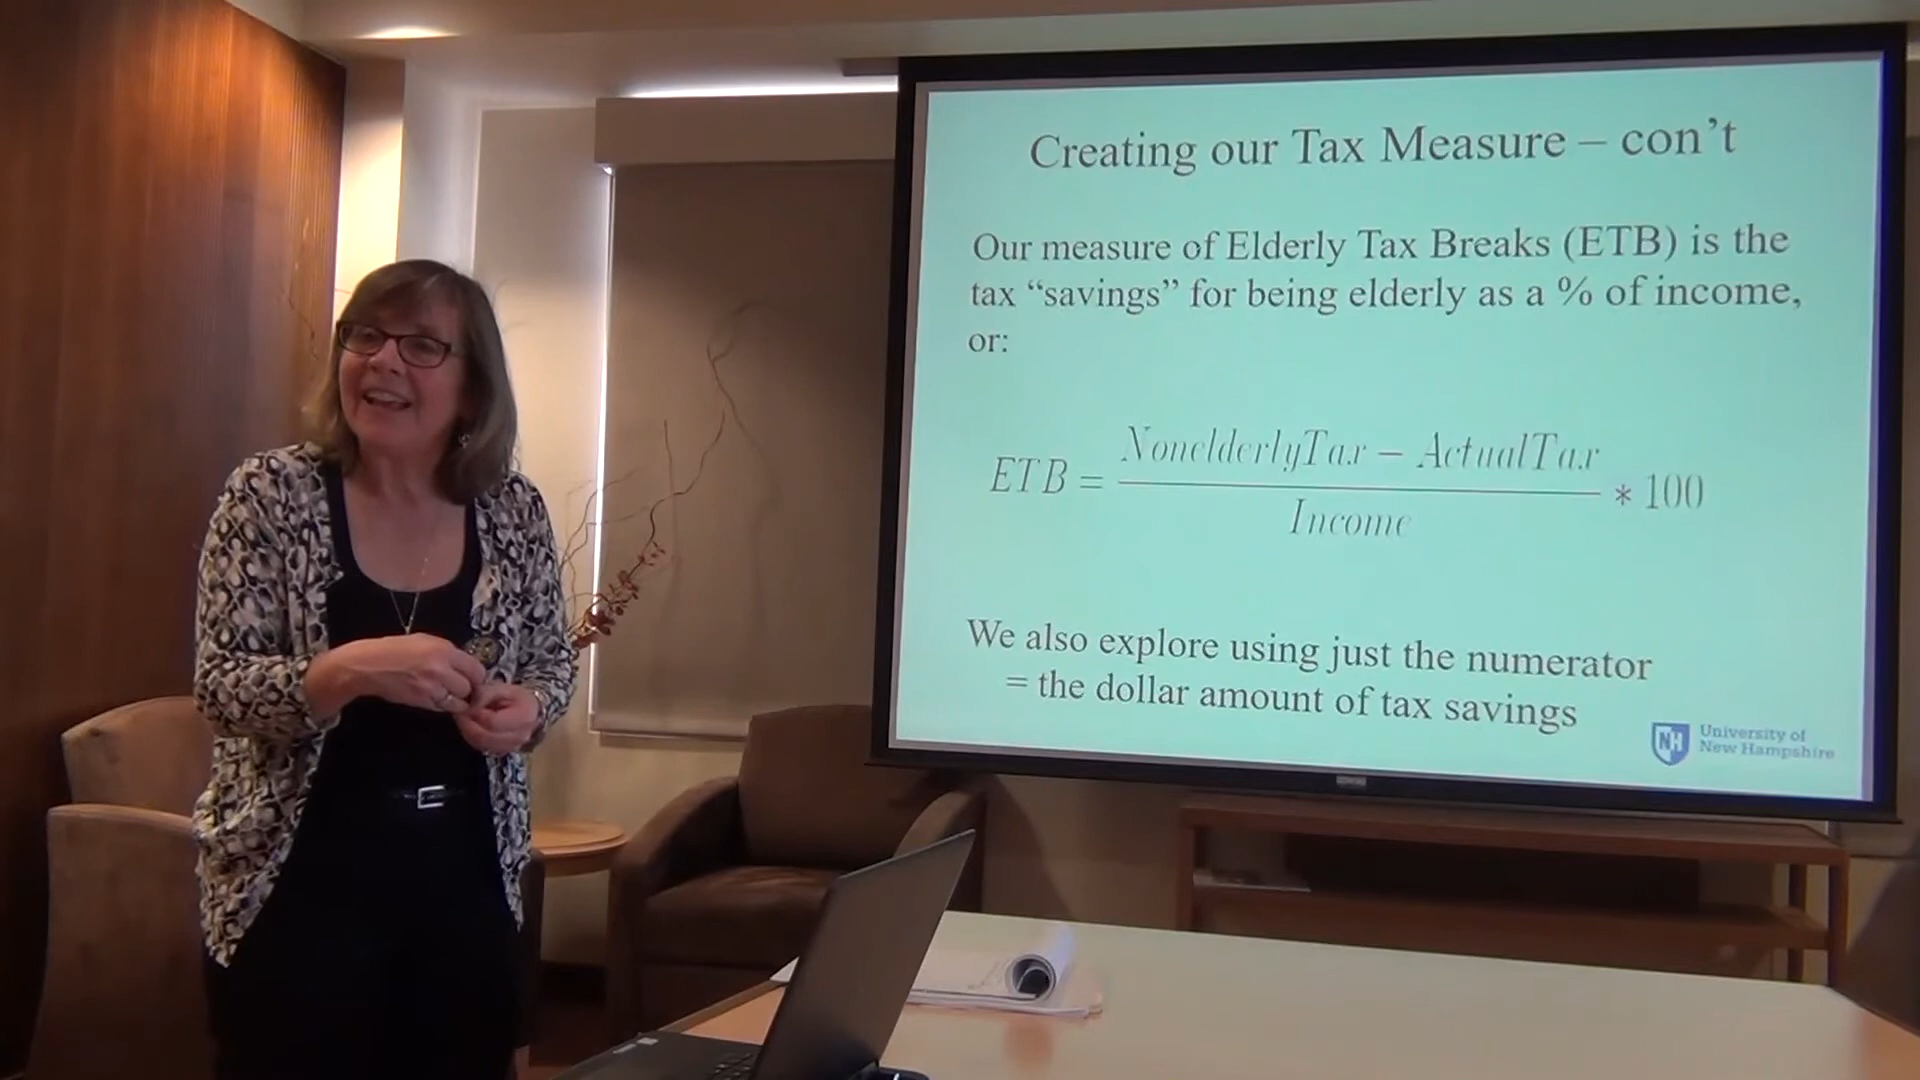 Creating our Tax Measure – con’t
Our measure of Elderly Tax Breaks (ETB) is the
tax “savings” for being elderly as a % of income,
or:
ETB = NonelderlyTax – ActualTax / Income * 100
We also explore using just the numerator
= the dollar amount of tax savings
NH
University of
New Hampshire